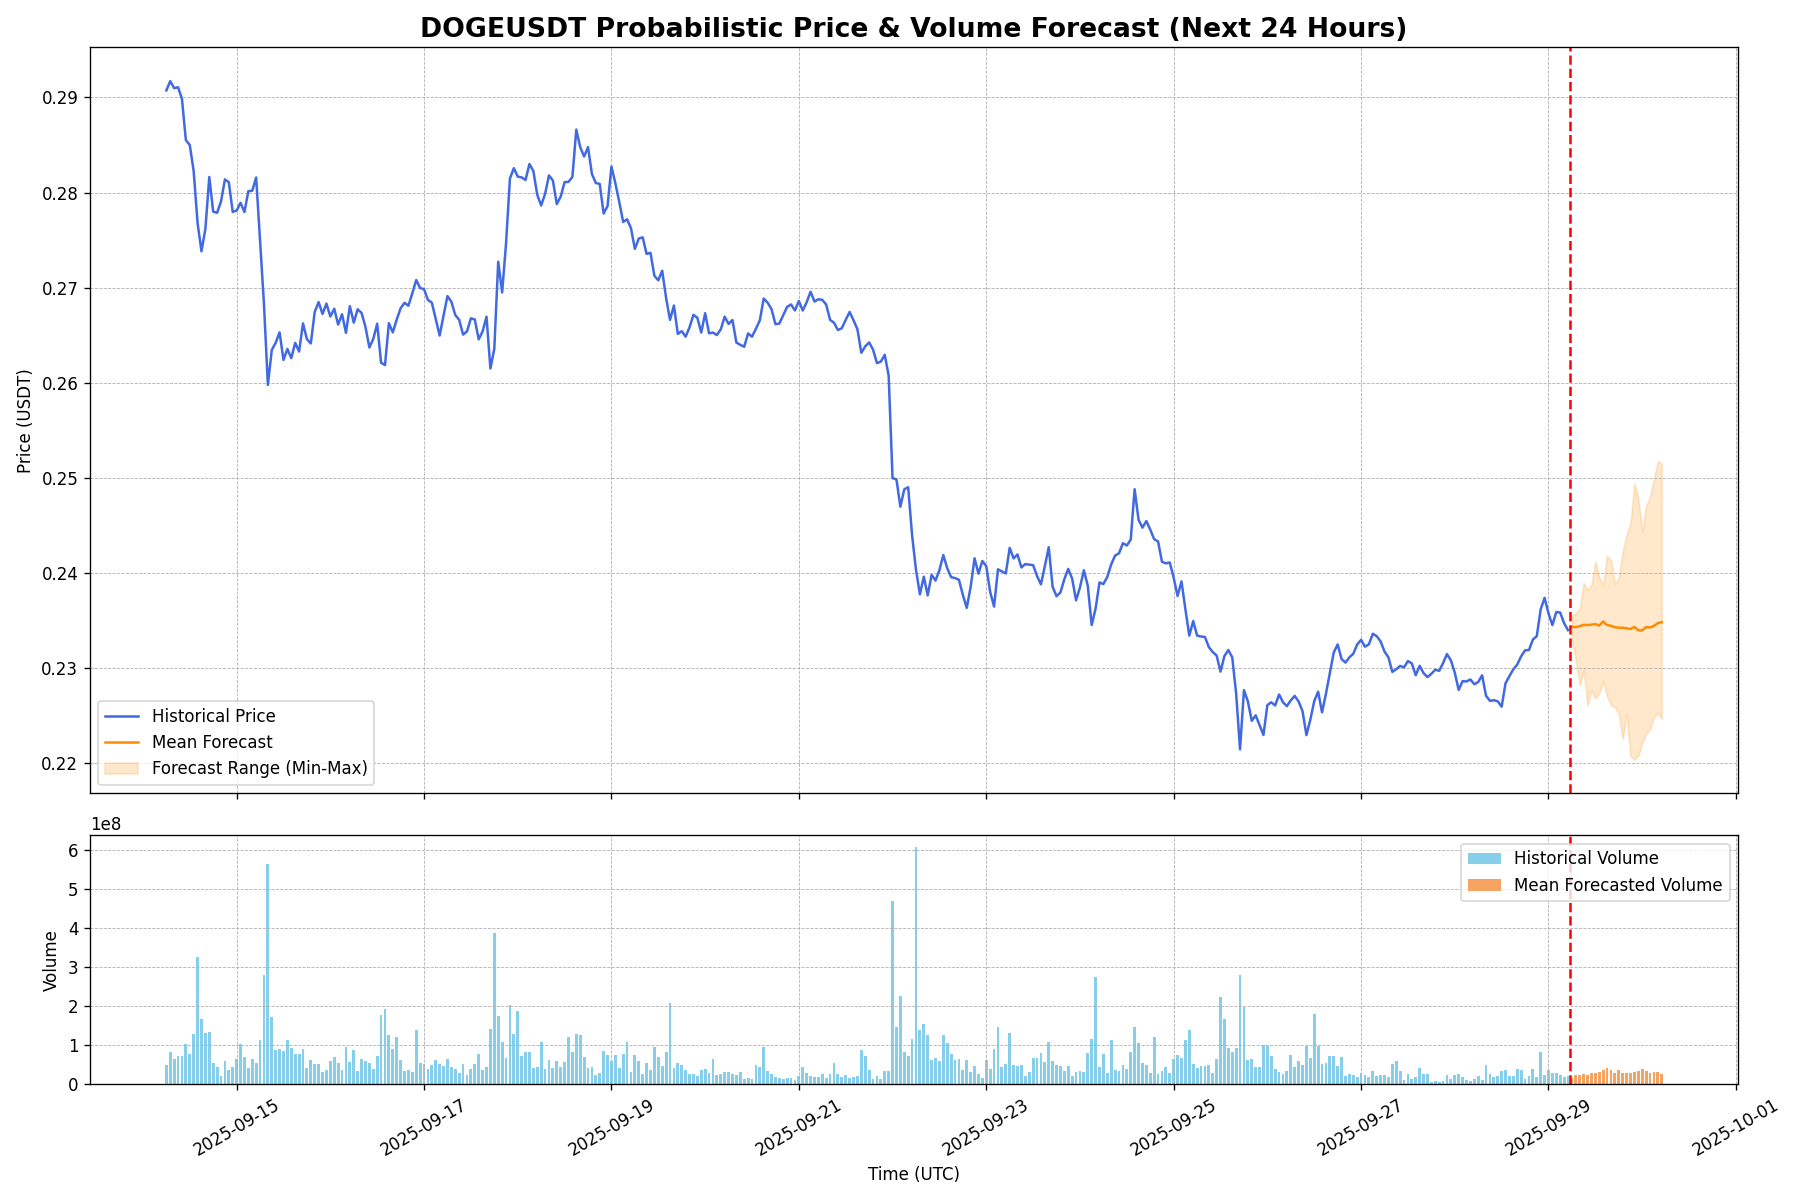 DOGEUSDT Probabilistic Price & Volume Forecast (Next 24 Hours)
Price (USDT)
0.29
0.28
0.27
0.26
0.25
0.24
0.23
0.22
Historical Price
Mean Forecast
Forecast Range (Min-Max)
1e8
Volume
6
5
4
3
2
1
0
Historical Volume
Mean Forecasted Volume
2025-09-15
2025-09-17
2025-09-19
2025-09-21
2025-09-23
2025-09-25
2025-09-27
2025-09-29
2025-10-01
Time (UTC)